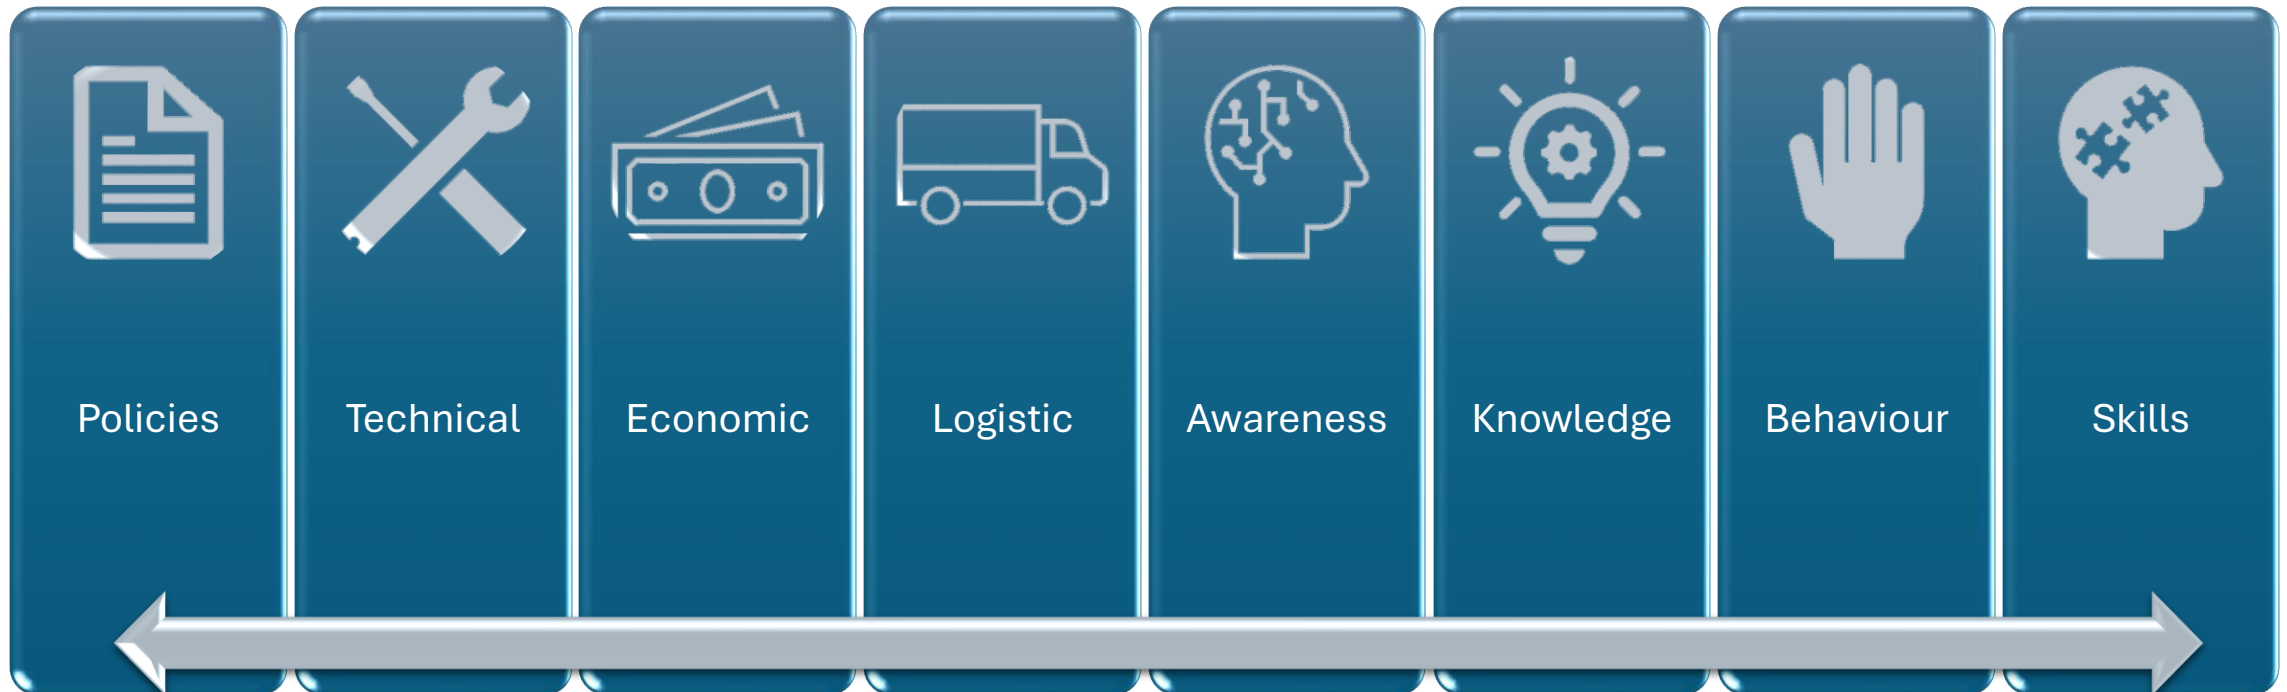 Policies
Technical
Economic
Logistic
Awareness
Knowledge
Behaviour
Skills